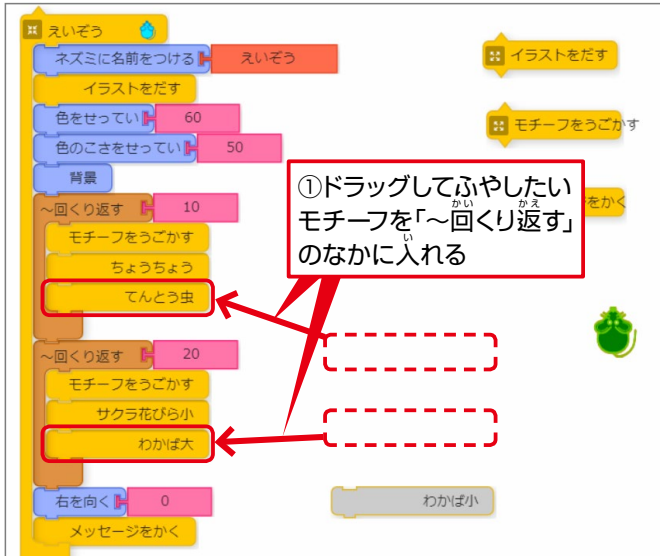 えいぞう
ネズミに名前をつける えいぞう
イラストをだす
色をせってい 60
色のこさをせってい 50
背景
~回くり返す 10
モチーフをうごかす
ちょうちょう
てんとう虫
~回くり返す 20
モチーフをうごかす
サクラ花びら小
わかば大
右を向く 0
メッセージをかく
イラストをだす
モチーフをうごかす
をかく
①ドラッグしてふやしたい
モチーフを「~回くり返す」
のなかに入れる
わかば小